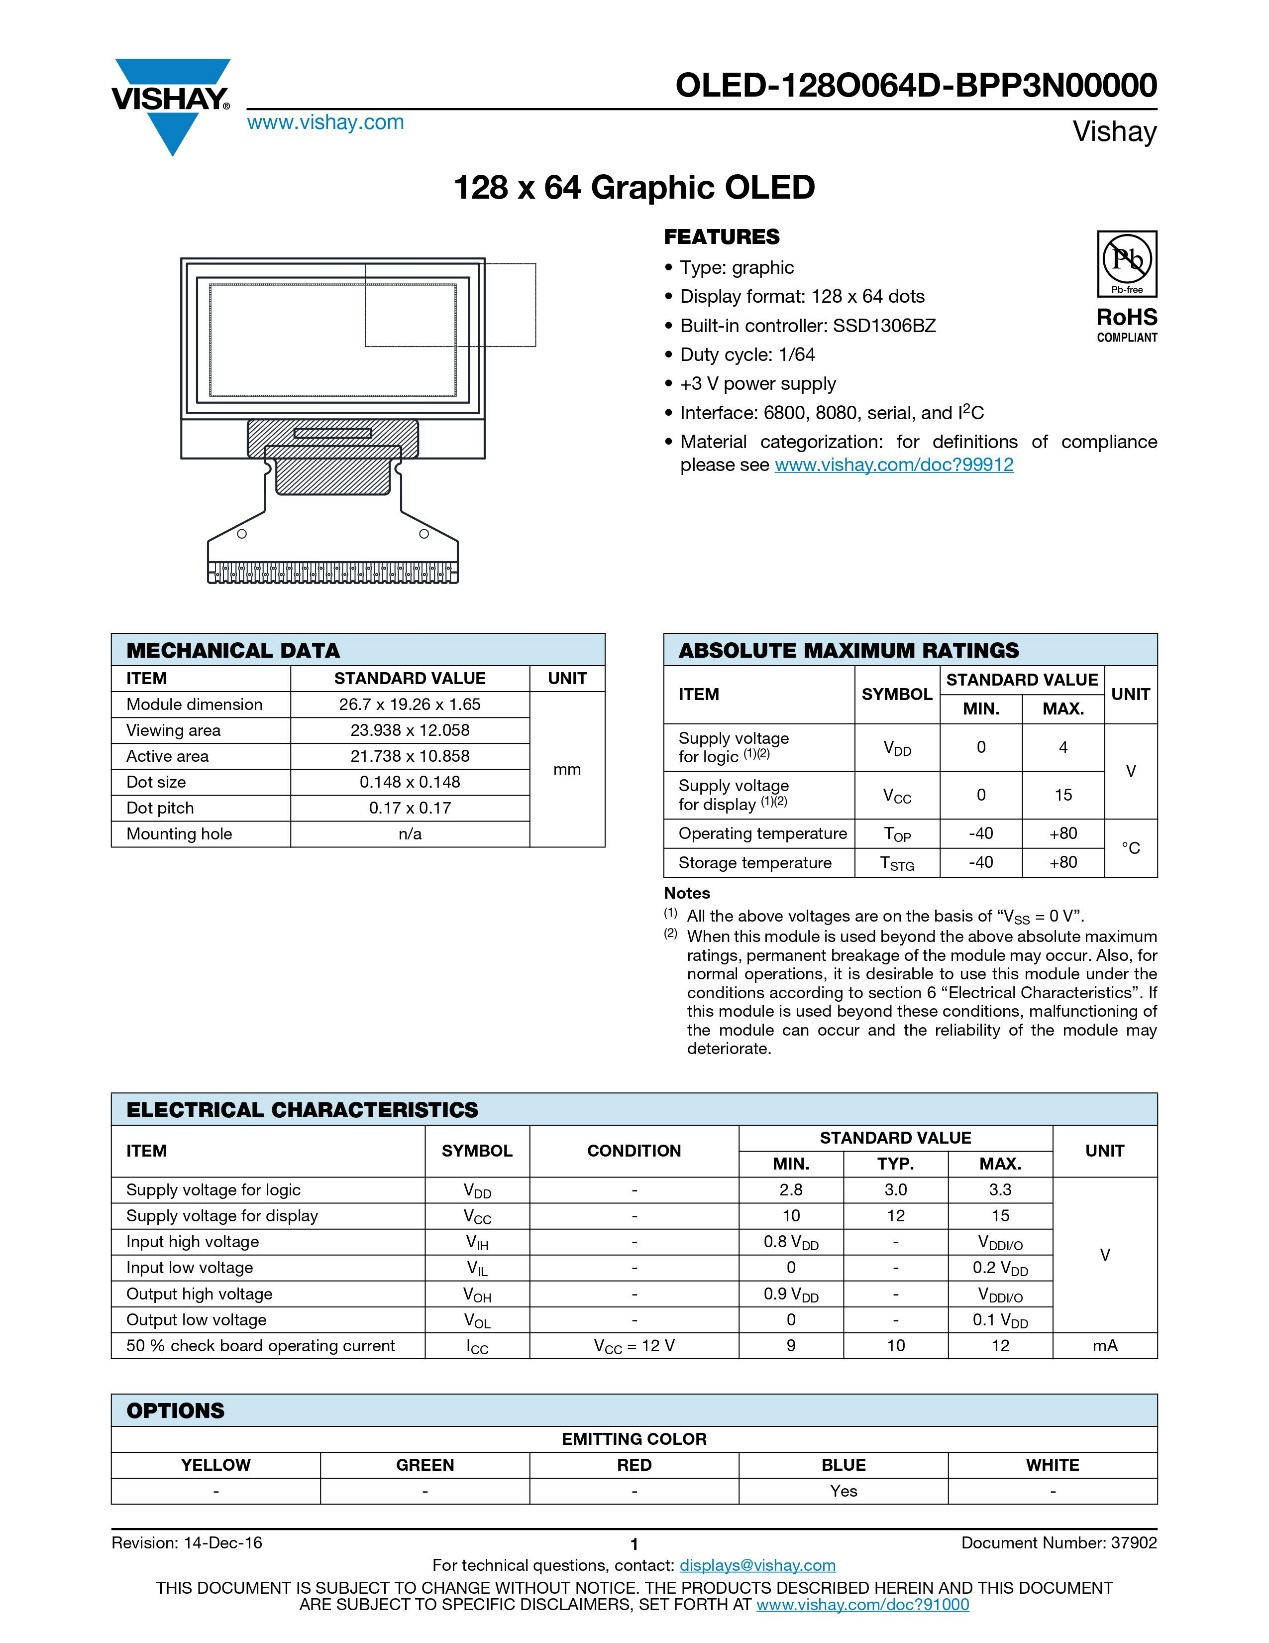 VISHAY®
www.vishay.com
OLED-128O064D-BPP3N00000
Vishay
128 x 64 Graphic OLED
FEATURES
• Type: graphic
• Display format: 128 x 64 dots
• Built-in controller: SSD1306BZ
• Duty cycle: 1/64
• +3 V power supply
• Interface: 6800, 8080, serial, and I²C
• Material categorization: for definitions of compliance
please see www.vishay.com/doc?99912
Pb
Pb-free
RoHS
COMPLIANT
MECHANICAL DATA
ITEM STANDARD VALUE UNIT
Module dimension 26.7 x 19.26 x 1.65
Viewing area 23.938 x 12.058
Active area 21.738 x 10.858
mm
Dot size 0.148 x 0.148
Dot pitch 0.17 x 0.17
Mounting hole n/a
ABSOLUTE MAXIMUM RATINGS
ITEM SYMBOL STANDARD VALUE UNIT
MIN. MAX.
Supply voltage
for logic (1)(2) VDD 0 4
V
Supply voltage
for display (1)(2) VCC 0 15
Operating temperature TOP -40 +80
°C
Storage temperature TSTG -40 +80
Notes
(1) All the above voltages are on the basis of “VSS = 0 V”.
(2) When this module is used beyond the above absolute maximum
ratings, permanent breakage of the module may occur. Also, for
normal operations, it is desirable to use this module under the
conditions according to section 6 “Electrical Characteristics”. If
this module is used beyond these conditions, malfunctioning of
the module can occur and the reliability of the module may
deteriorate.
ELECTRICAL CHARACTERISTICS
ITEM SYMBOL CONDITION STANDARD VALUE UNIT
MIN. TYP. MAX.
Supply voltage for logic VDD - 2.8 3.0 3.3
Supply voltage for display VCC - 10 12 15
Input high voltage VIH - 0.8 VDD - VDDI/O
V
Input low voltage VIL - 0 - 0.2 VDD
Output high voltage VOH - 0.9 VDD - VDDI/O
Output low voltage VOL - 0 - 0.1 VDD
50 % check board operating current ICC VCC = 12 V 9 10 12 mA
OPTIONS
EMITTING COLOR
YELLOW GREEN RED BLUE WHITE
- - - Yes -
Revision: 14-Dec-16 1 Document Number: 37902
For technical questions, contact: displays@vishay.com
THIS DOCUMENT IS SUBJECT TO CHANGE WITHOUT NOTICE. THE PRODUCTS DESCRIBED HEREIN AND THIS DOCUMENT
ARE SUBJECT TO SPECIFIC DISCLAIMERS, SET FORTH AT www.vishay.com/doc?91000